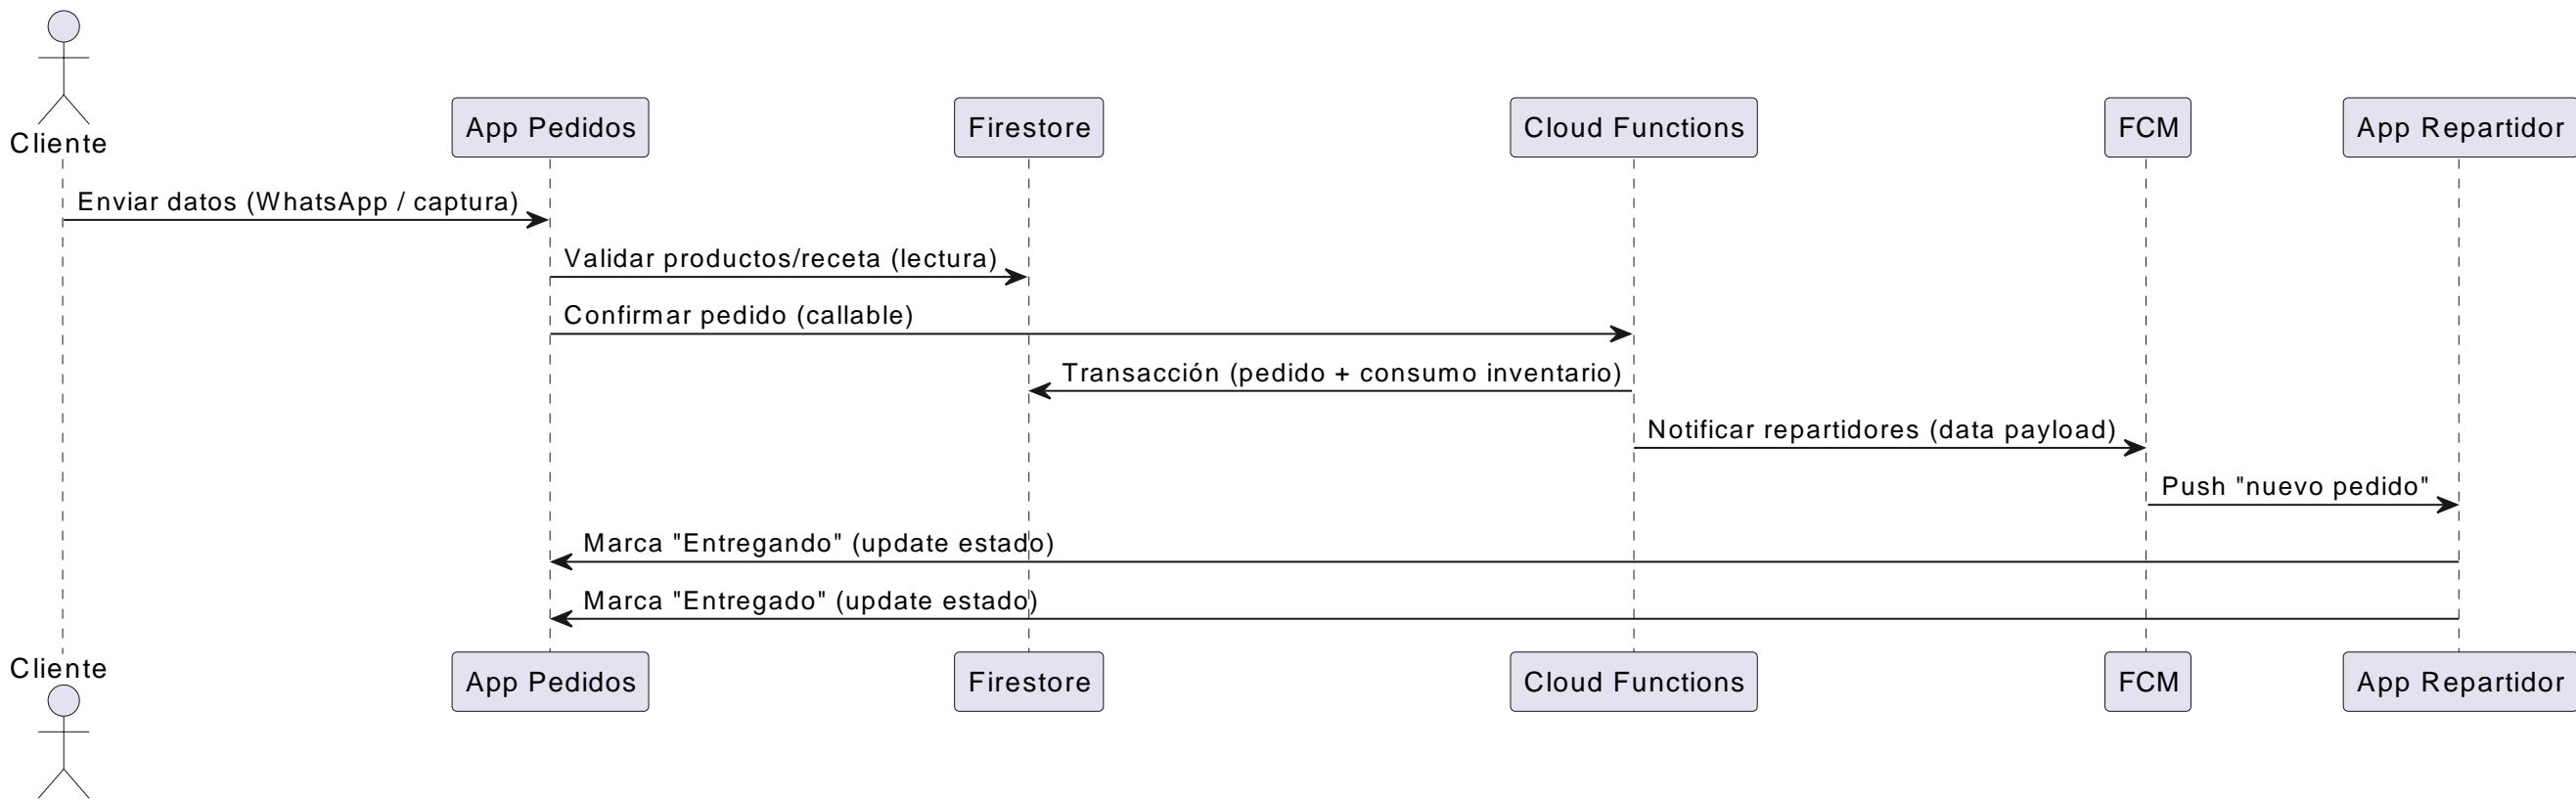 Cliente
App Pedidos
Firestore
Cloud Functions
FCM
App Repartidor
Enviar datos (WhatsApp / captura)
Validar productos/receta (lectura)
Confirmar pedido (callable)
Transacción (pedido + consumo inventario)
Notificar repartidores (data payload)
Push "nuevo pedido"
Marca "Entregando" (update estado)
Marca "Entregado" (update estado)
Cliente
App Pedidos
Firestore
Cloud Functions
FCM
App Repartidor